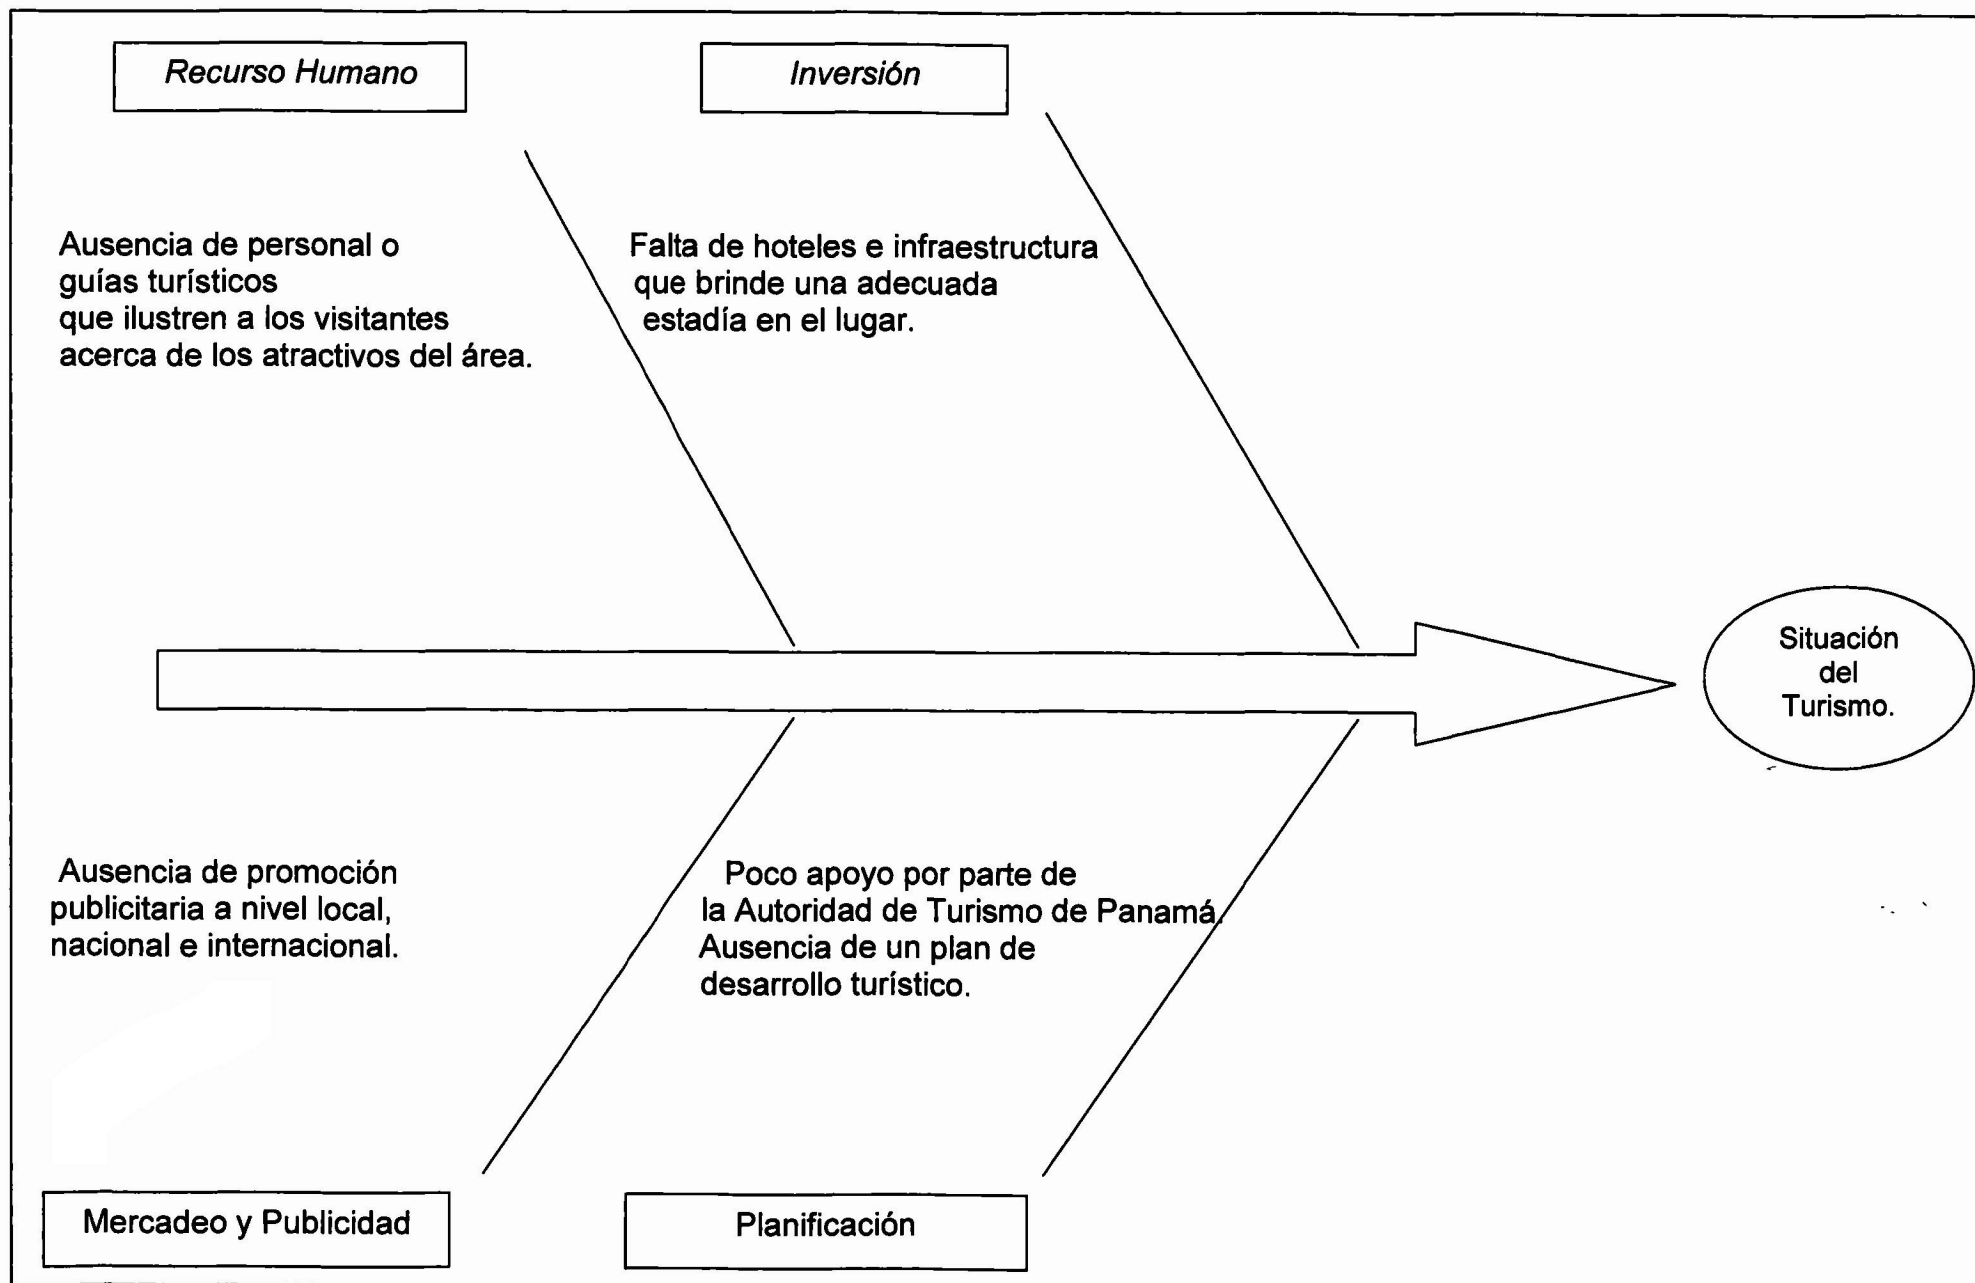 Recurso Humano
Inversión
Ausencia de personal o
guías turísticos
que ilustren a los visitantes
acerca de los atractivos del área.
Falta de hoteles e infraestructura
que brinde una adecuada
estadía en el lugar.
Situación
del
Turismo.
Ausencia de promoción
publicitaria a nivel local,
nacional e internacional.
Poco apoyo por parte de
la Autoridad de Turismo de Panamá.
Ausencia de un plan de
desarrollo turístico.
Mercadeo y Publicidad
Planificación